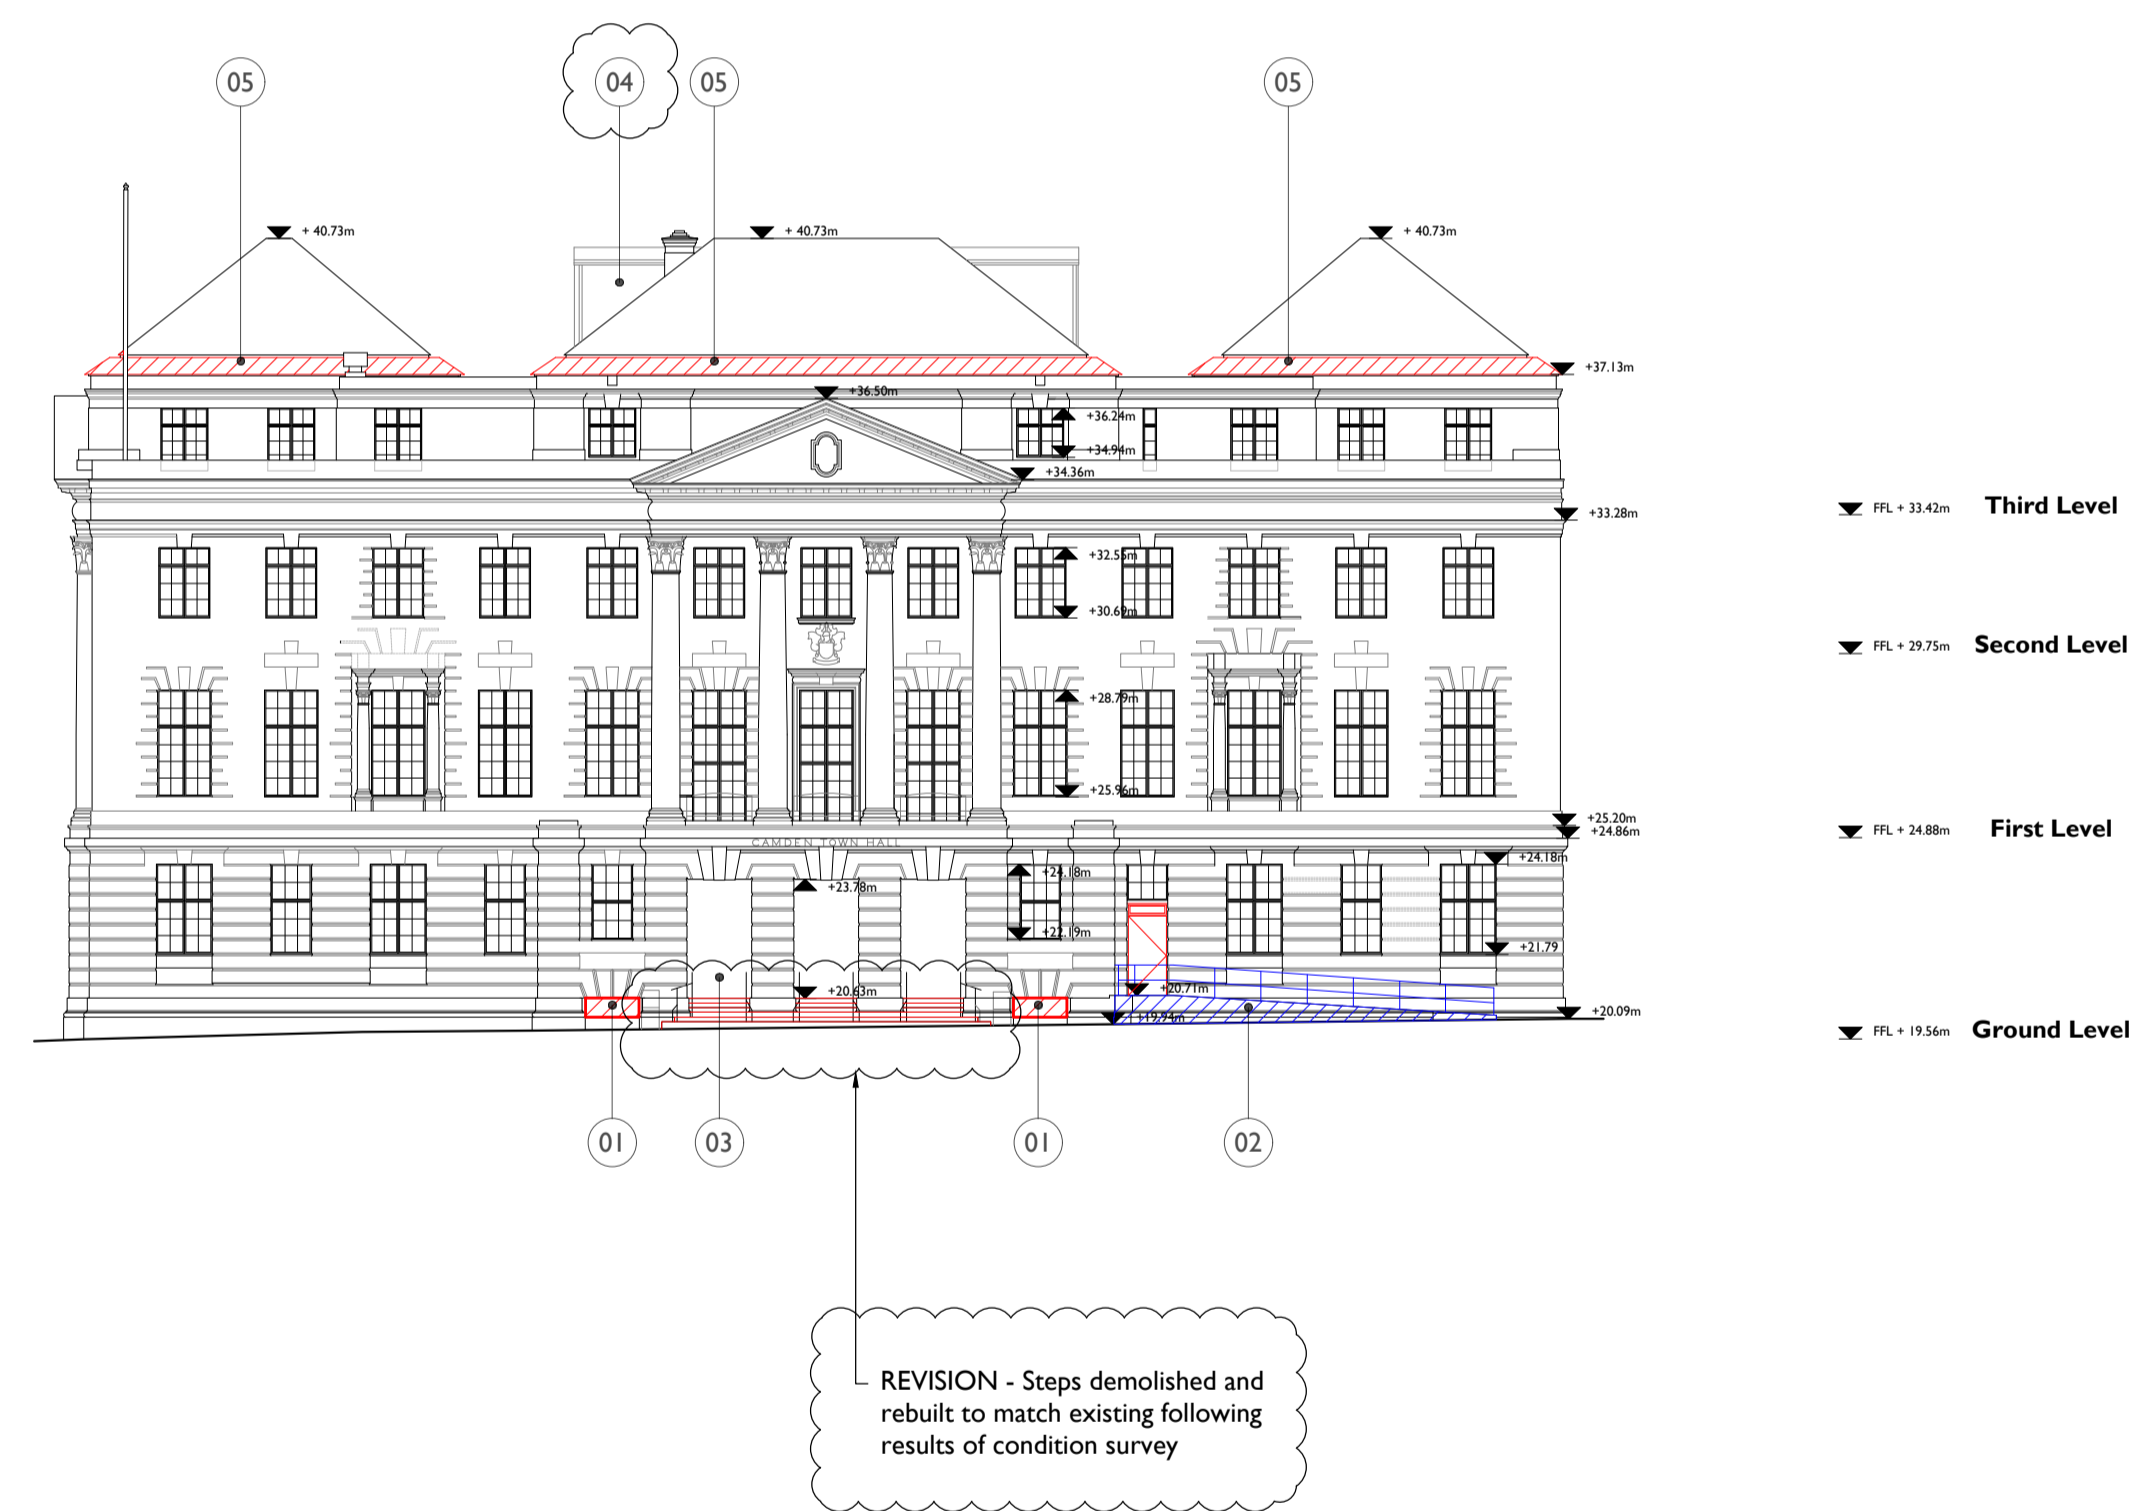 05
04
05
05
+ 40.73m
+ 40.73m
+ 40.73m
+37.13m
+36.50m
+36.24m
+34.94m
+34.36m
+33.28m
FFL + 33.42m Third Level
+32.55m
+30.69m
FFL + 29.75m Second Level
+28.79m
+25.96m
+25.20m
+24.86m
FFL + 24.88m First Level
CAMDEN TOWN HALL
+24.18m
+24.18m
+23.78m
+22.19m
+21.79
+20.63m
+20.71m
+19.94m
+20.09m
FFL + 19.56m Ground Level
01
03
01
02
REVISION - Steps demolished and
rebuilt to match existing following
results of condition survey